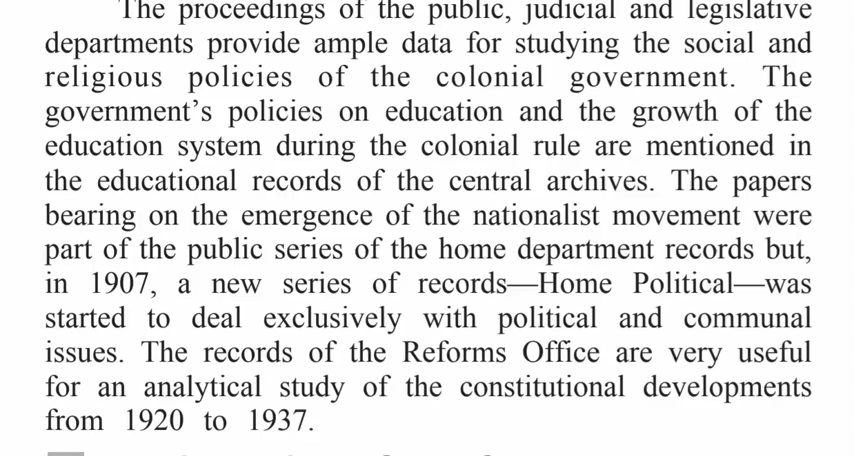 The proceedings of the public, judicial and legislative
departments provide ample data for studying the social and
religious policies of the colonial government. The
government’s policies on education and the growth of the
education system during the colonial rule are mentioned in
the educational records of the central archives. The papers
bearing on the emergence of the nationalist movement were
part of the public series of the home department records but,
in 1907, a new series of records—Home Political—was
started to deal exclusively with political and communal
issues. The records of the Reforms Office are very useful
for an analytical study of the constitutional developments
from 1920 to 1937.